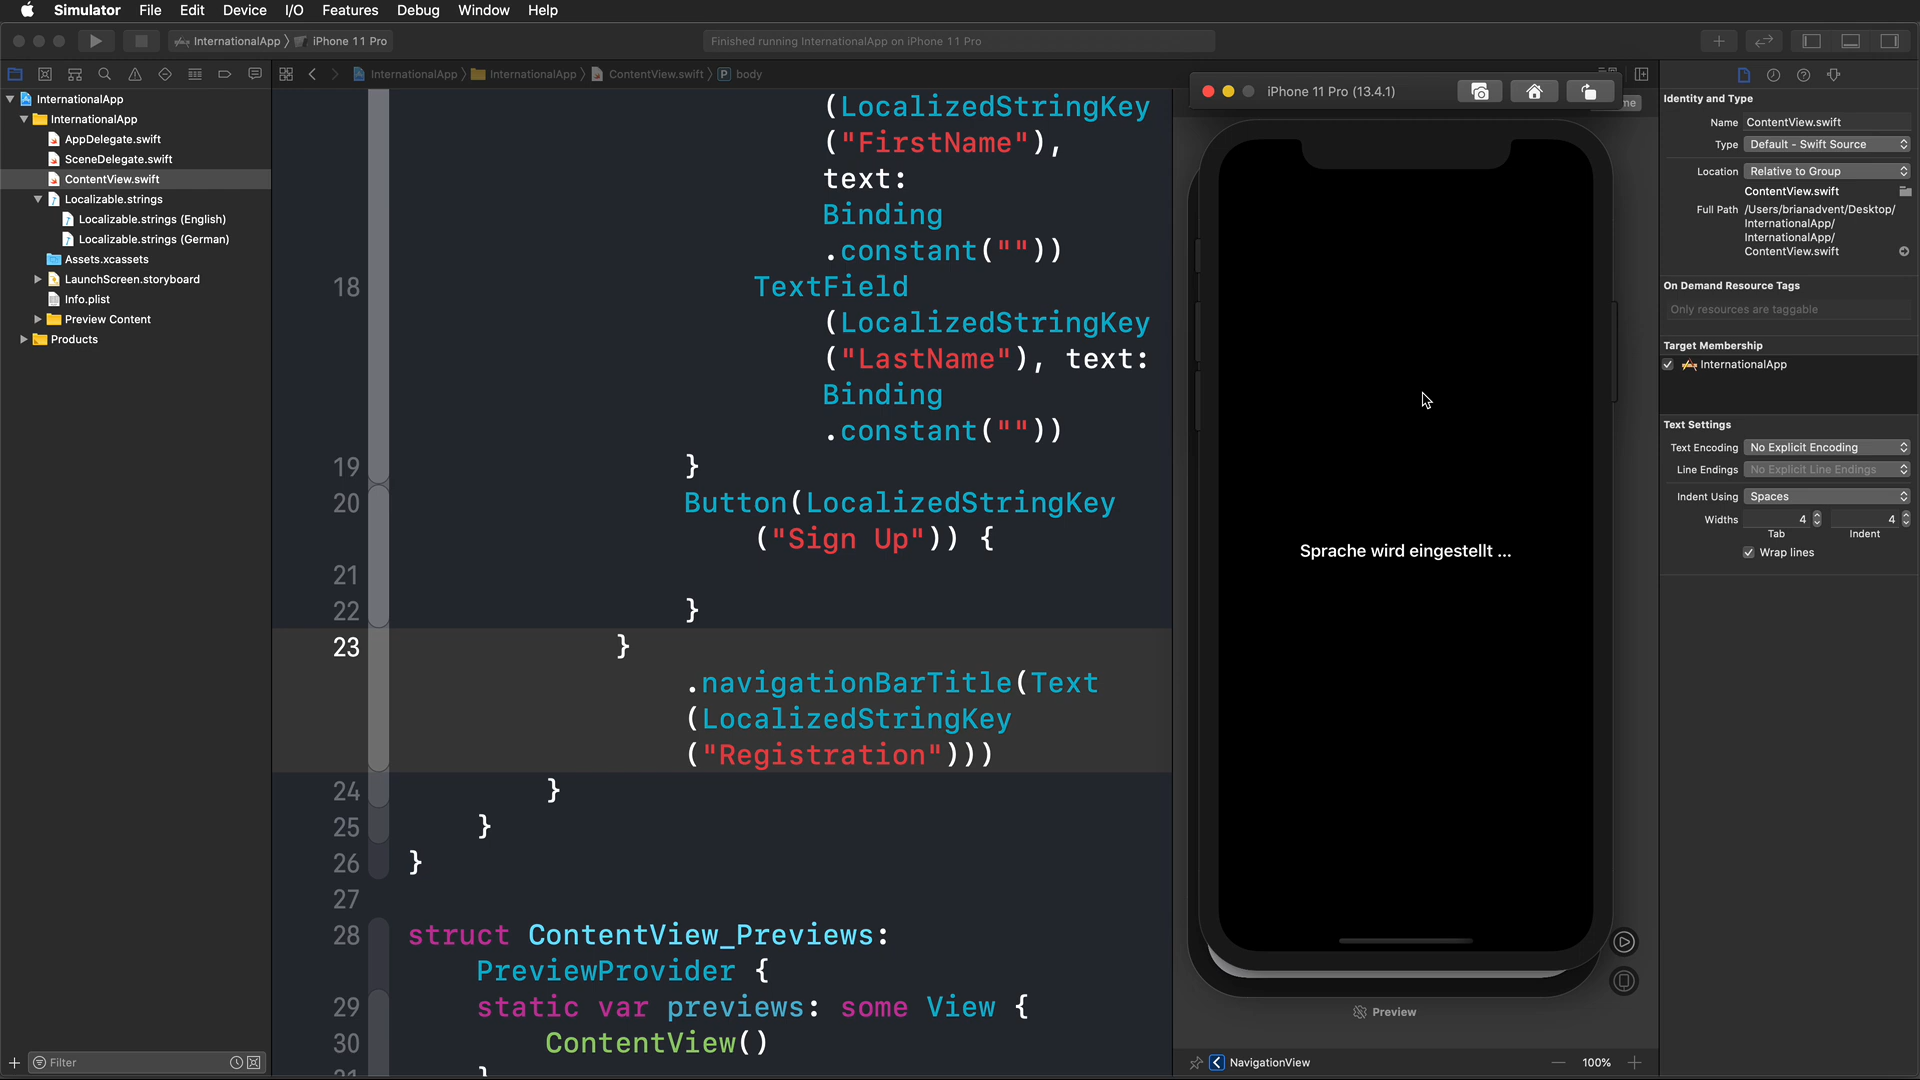 Simulator File Edit Device I/O Features Debug Window Help
InternationalApp iPhone 11 Pro
Finished running InternationalApp on iPhone 11 Pro
InternationalApp InternationalApp ContentView.swift body
InternationalApp
InternationalApp
AppDelegate.swift
SceneDelegate.swift
ContentView.swift
Localizable.strings
Localizable.strings (English)
Localizable.strings (German)
Assets.xcassets
LaunchScreen.storyboard
Info.plist
Preview Content
Products
Filter
(LocalizedStringKey
("FirstName"),
text:
Binding
.constant(""))
18 TextField
(LocalizedStringKey
("LastName"), text:
Binding
.constant(""))
19 }
20 Button(LocalizedStringKey
("Sign Up")) {
21
22 }
23 }
.navigationBarTitle(Text
(LocalizedStringKey
("Registration")))
24 }
25 }
26 }
27
28 struct ContentView_Previews:
PreviewProvider {
29 static var previews: some View {
30 ContentView()
31 }
iPhone 11 Pro (13.4.1)
Sprache wird eingestellt ...
Preview
NavigationView 100%
Identity and Type
Name ContentView.swift
Type Default - Swift Source
Location Relative to Group
ContentView.swift
Full Path /Users/brianadvent/Desktop/
InternationalApp/
InternationalApp/
ContentView.swift
On Demand Resource Tags
Only resources are taggable
Target Membership
InternationalApp
Text Settings
Text Encoding No Explicit Encoding
Line Endings No Explicit Line Endings
Indent Using Spaces
Widths 4 4
Tab Indent
Wrap lines